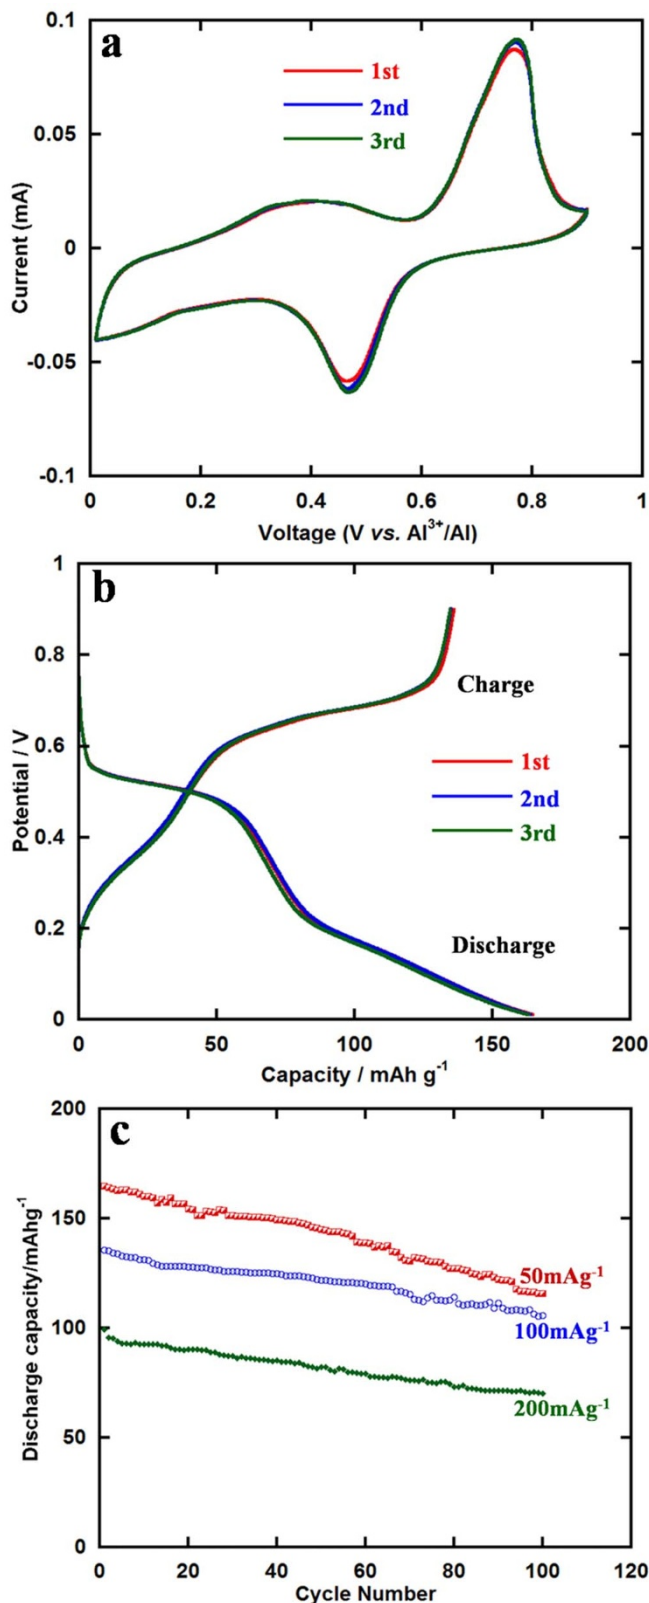 a
0.1
1st
2nd
3rd
0.05
0
-0.05
-0.1
Current (mA)
0 0.2 0.4 0.6 0.8 1
Voltage (V vs. Al³⁺/Al)
b
1
0.8
Charge
0.6
1st
2nd
3rd
0.4
0.2
Discharge
0
Potential / V
0 50 100 150 200
Capacity / mAh g⁻¹
c
200
150
50mAg⁻¹
100
100mAg⁻¹
200mAg⁻¹
50
0
Discharge capacity/mAhg⁻¹
0 20 40 60 80 100 120
Cycle Number